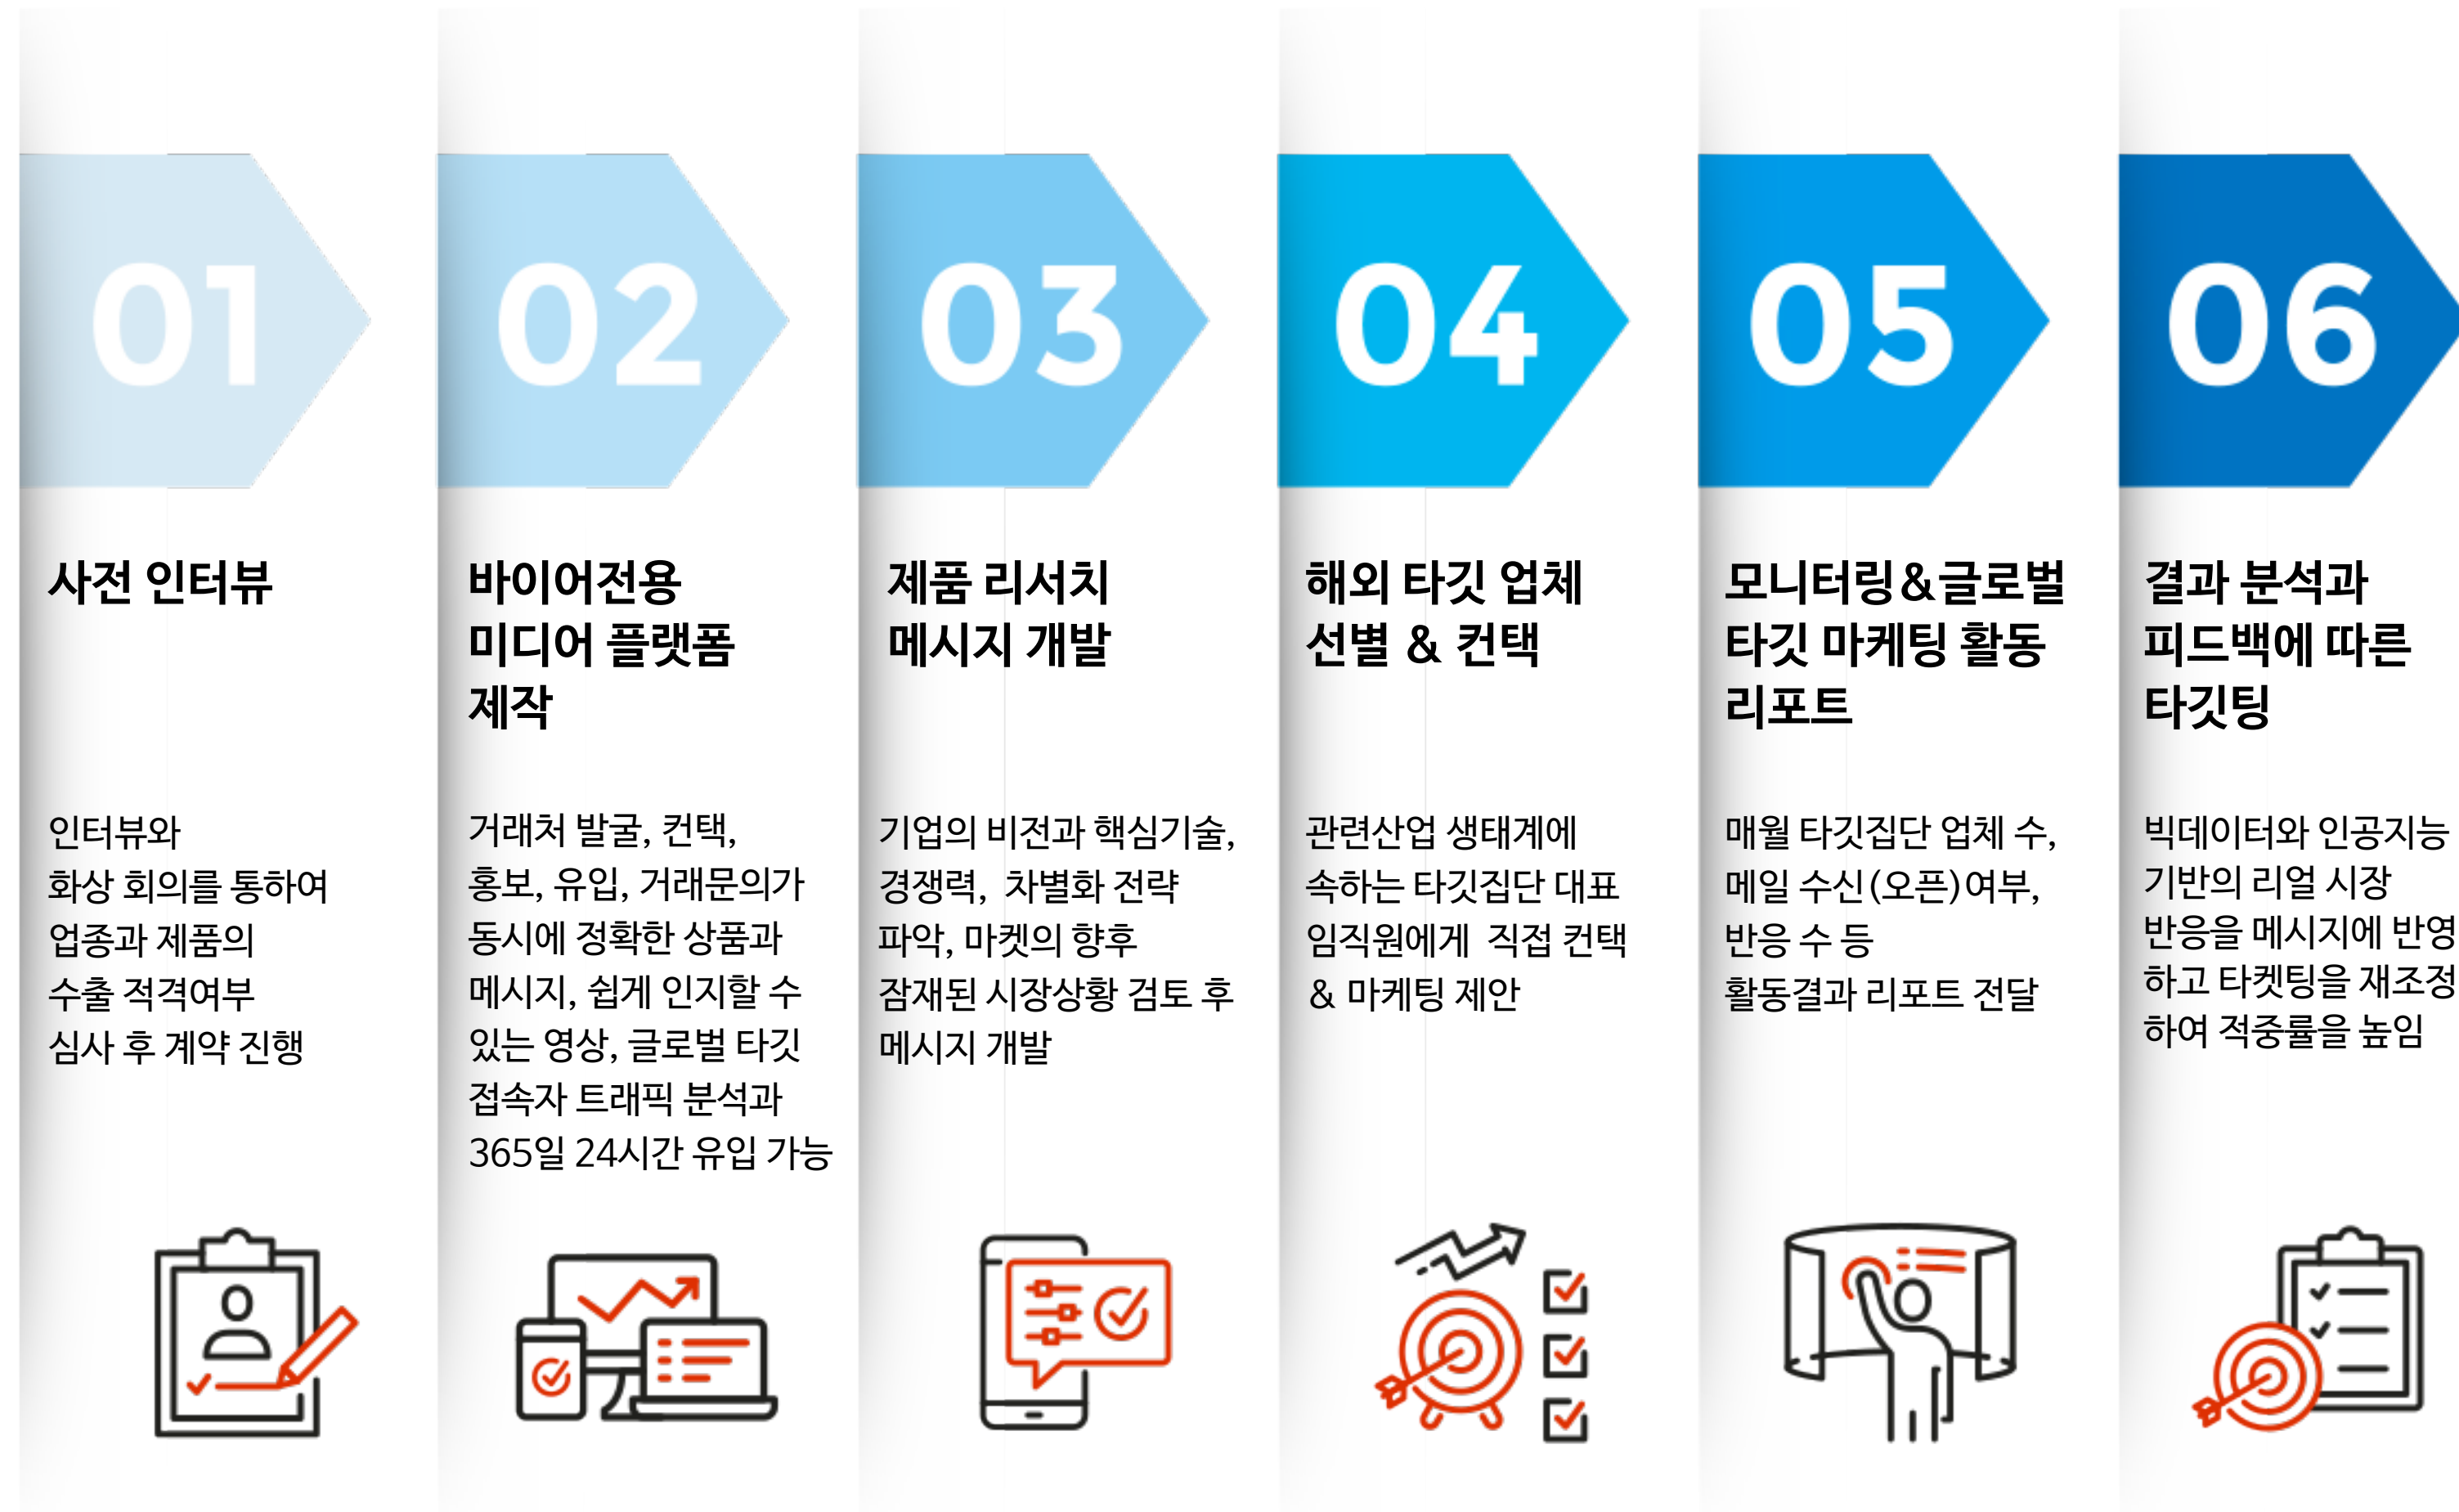 01
사전 인터뷰
인터뷰와
화상 회의를 통하여
업종과 제품의
수출 적격여부
심사 후 계약 진행
02
바이어전용
미디어 플랫폼
제작
거래처 발굴, 컨택,
홍보, 유입, 거래문의가
동시에 정확한 상품과
메시지, 쉽게 인지할 수
있는 영상, 글로벌 타깃
접속자 트래픽 분석과
365일 24시간 유입 가능
03
제품 리서치
메시지 개발
기업의 비전과 핵심기술,
경쟁력, 차별화 전략
파악, 마켓의 향후
잠재된 시장상황 검토 후
메시지 개발
04
해외 타깃 업체
선별 & 컨택
관련산업 생태계에
속하는 타깃집단 대표
임직원에게 직접 컨택
& 마케팅 제안
05
모니터링&글로벌
타깃 마케팅 활동
리포트
매월 타깃집단 업체 수,
메일 수신(오픈)여부,
반응 수 등
활동결과 리포트 전달
06
결과 분석과
피드백에 따른
타깃팅
빅데이터와 인공지능
기반의 리얼 시장
반응을 메시지에 반영
하고 타켓팅을 재조정
하여 적중률을 높임